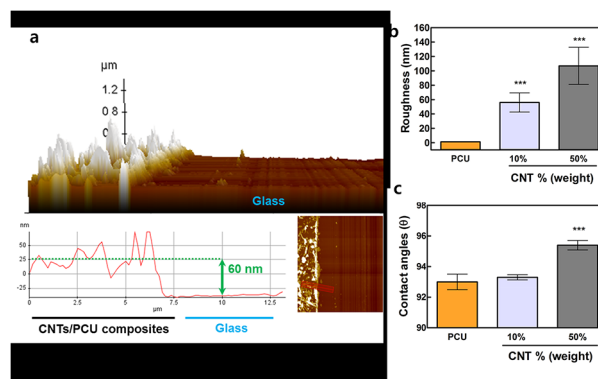 a
µm
1.2
0 8
Glass
nm
50
25
0
-25
60 nm
0
2.5
5
7.5
10
12.5
µm
CNTs/PCU composites
Glass
b
Roughness (nm)
160
140
120
100
80
60
40
20
0
***
***
PCU
10%
50%
CNT % (weight)
c
Contact angles (θ)
98
96
94
92
90
***
PCU
10%
50%
CNT % (weight)